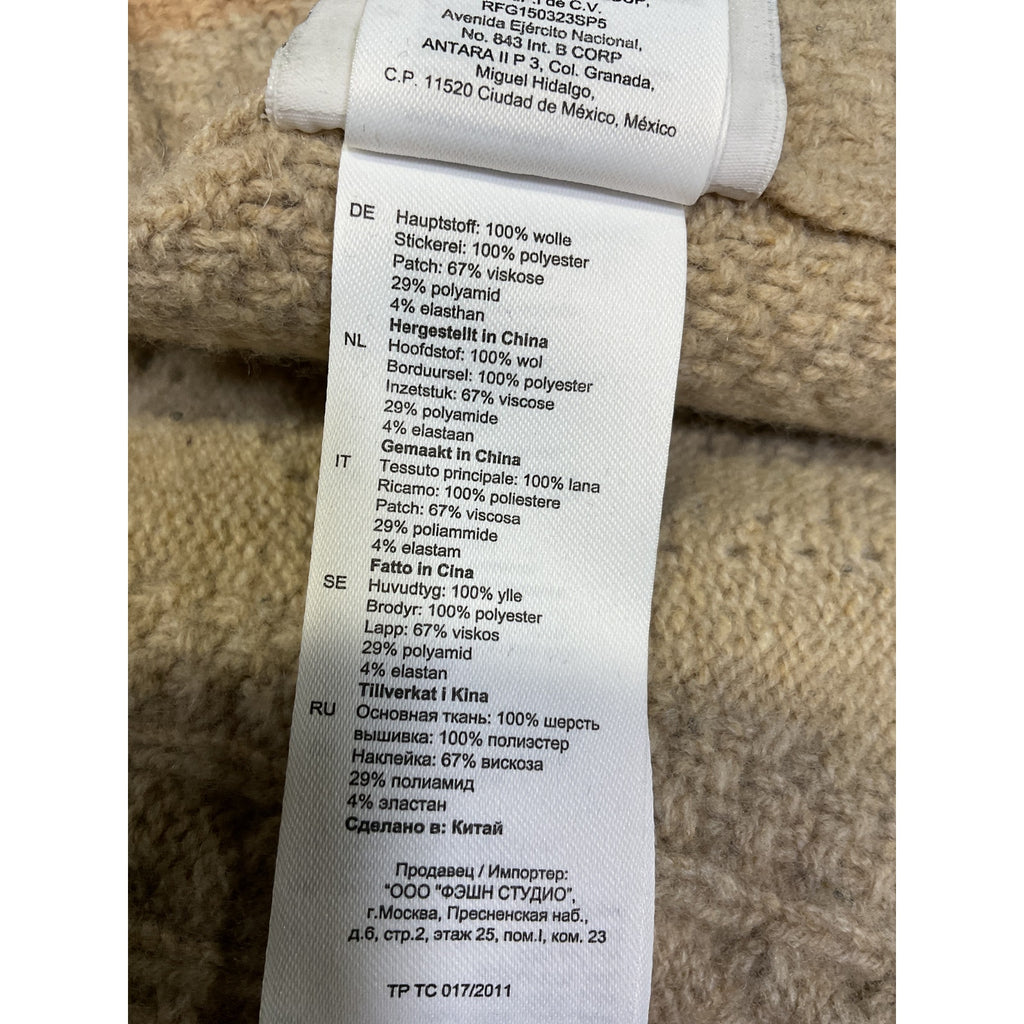 de C.V.
RFG150323SP5
Avenida Ejército Nacional,
No. 843 Int. B CORP
ANTARA II P 3, Col. Granada,
Miguel Hidalgo,
C.P. 11520 Ciudad de México, México
DE Hauptstoff: 100% wolle
Stickerei: 100% polyester
Patch: 67% viskose
29% polyamid
4% elasthan
Hergestellt in China
NL Hoofdstof: 100% wol
Borduursel: 100% polyester
Inzetstuk: 67% viscose
29% polyamide
4% elastaan
Gemaakt in China
IT Tessuto principale: 100% lana
Ricamo: 100% poliestere
Patch: 67% viscosa
29% poliammide
4% elastam
Fatto in Cina
SE Huvudtyg: 100% ylle
Brodyr: 100% polyester
Lapp: 67% viskos
29% polyamid
4% elastan
Tillverkat i Kina
RU Основная ткань: 100% шерсть
вышивка: 100% полиэстер
Наклейка: 67% вискоза
29% полиамид
4% эластан
Сделано в: Китай
Продавец / Импортер:
"ООО "ФЭШН СТУДИО",
г.Москва, Пресненская наб.,
д.6, стр.2, этаж 25, пом.I, ком. 23
ТР ТС 017/2011